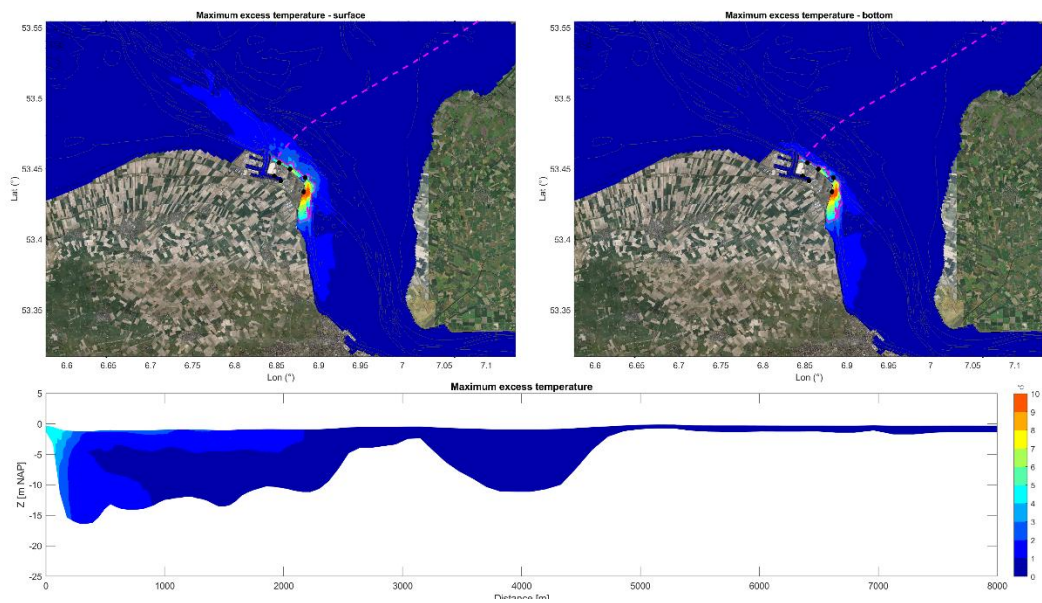 Maximum excess temperature - surface
Maximum excess temperature - bottom
53.55
53.5
53.45
53.4
53.35
Lat (°)
6.6 6.65 6.7 6.75 6.8 6.85 6.9 6.95 7 7.05 7.1
Lon (°)
53.55
53.5
53.45
53.4
53.35
Lat (°)
6.6 6.65 6.7 6.75 6.8 6.85 6.9 6.95 7 7.05 7.1
Lon (°)
Maximum excess temperature
5
0
-5
-10
-15
-20
-25
Z [m NAP]
0 1000 2000 3000 4000 5000 6000 7000 8000
Distance [m]
°C
10
9
8
7
6
5
4
3
2
1
0